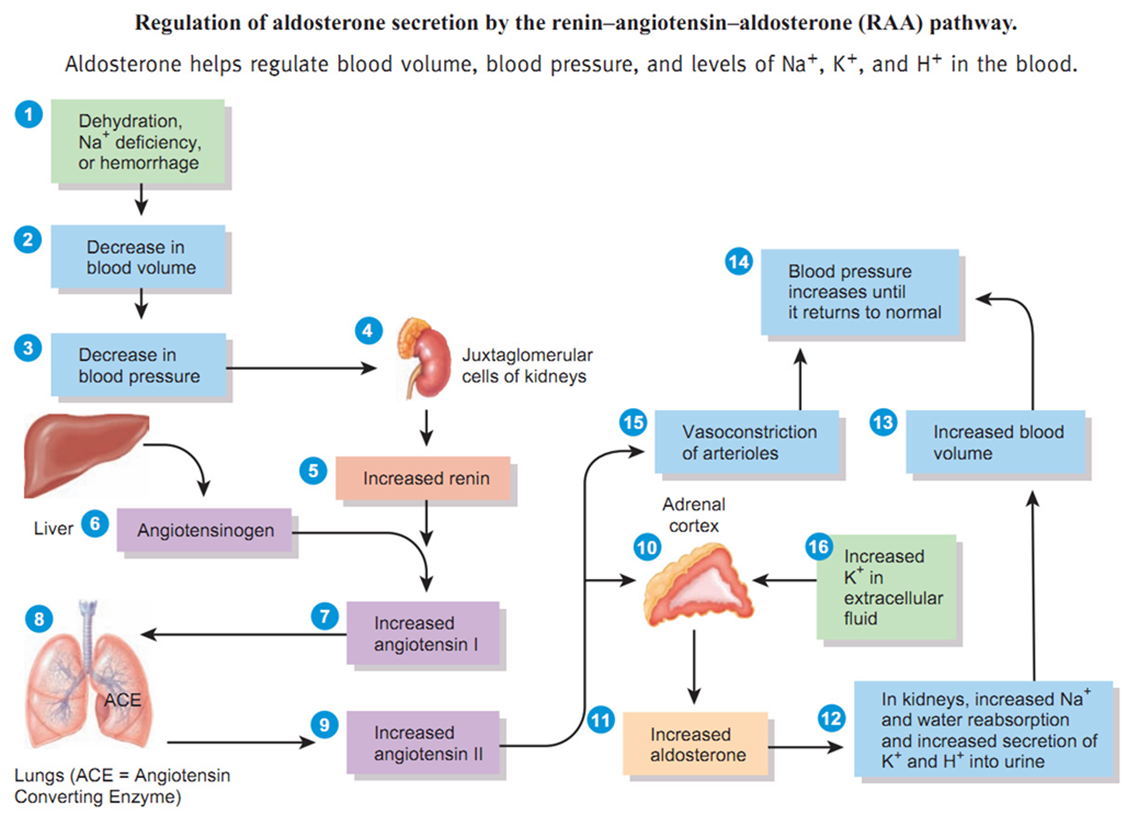 Regulation of aldosterone secretion by the renin–angiotensin–aldosterone (RAA) pathway.
Aldosterone helps regulate blood volume, blood pressure, and levels of Na⁺, K⁺, and H⁺ in the blood.
1
Dehydration,
Na⁺ deficiency,
or hemorrhage
2
Decrease in
blood volume
3
Decrease in
blood pressure
4
Juxtaglomerular
cells of kidneys
5
Increased renin
Liver
6
Angiotensinogen
7
Increased
angiotensin I
8
ACE
Lungs (ACE = Angiotensin
Converting Enzyme)
9
Increased
angiotensin II
10
Adrenal
cortex
11
Increased
aldosterone
12
In kidneys, increased Na⁺
and water reabsorption
and increased secretion of
K⁺ and H⁺ into urine
13
Increased blood
volume
14
Blood pressure
increases until
it returns to normal
15
Vasoconstriction
of arterioles
16
Increased
K⁺ in
extracellular
fluid